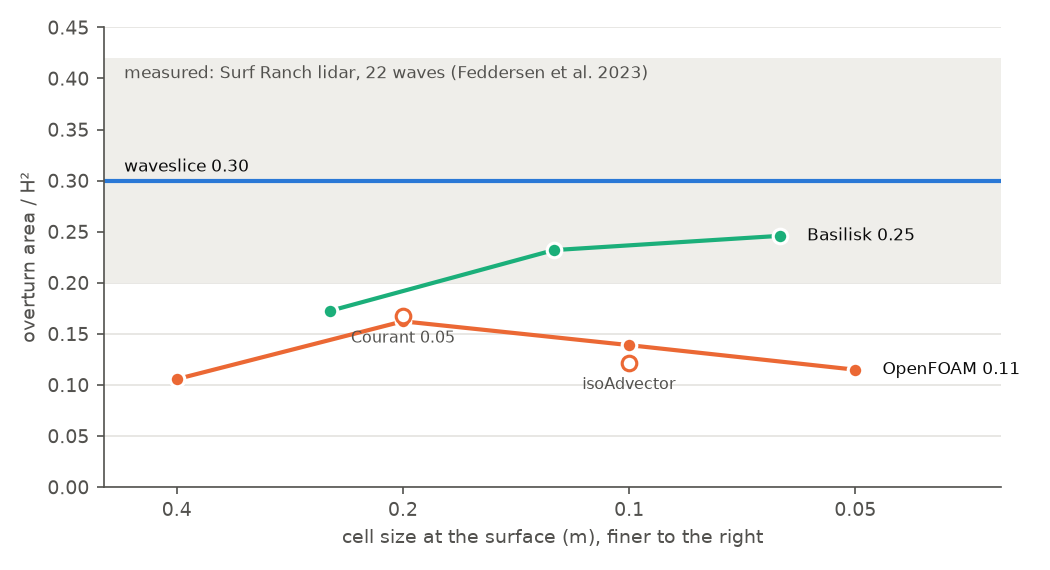 0.45
0.40
0.35
0.30
0.25
0.20
0.15
0.10
0.05
0.00
overturn area / H²
measured: Surf Ranch lidar, 22 waves (Feddersen et al. 2023)
waveslice 0.30
Basilisk 0.25
Courant 0.05
OpenFOAM 0.11
isoAdvector
0.4
0.2
0.1
0.05
cell size at the surface (m), finer to the right